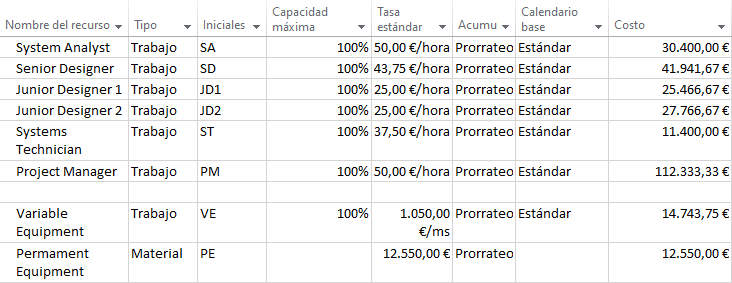 Nombre del recurso Tipo Iniciales Capacidad máxima Tasa estándar Acumu Calendario base Costo
System Analyst Trabajo SA 100% 50,00 €/hora Prorrateo Estándar 30.400,00 €
Senior Designer Trabajo SD 100% 43,75 €/hora Prorrateo Estándar 41.941,67 €
Junior Designer 1 Trabajo JD1 100% 25,00 €/hora Prorrateo Estándar 25.466,67 €
Junior Designer 2 Trabajo JD2 100% 25,00 €/hora Prorrateo Estándar 27.766,67 €
Systems Trabajo ST 100% 37,50 €/hora Prorrateo Estándar 11.400,00 €
Technician
Project Manager Trabajo PM 100% 50,00 €/hora Prorrateo Estándar 112.333,33 €
Variable Trabajo VE 100% 1.050,00 Prorrateo Estándar 14.743,75 €
Equipment €/ms
Permament Material PE 12.550,00 € Prorrateo 12.550,00 €
Equipment